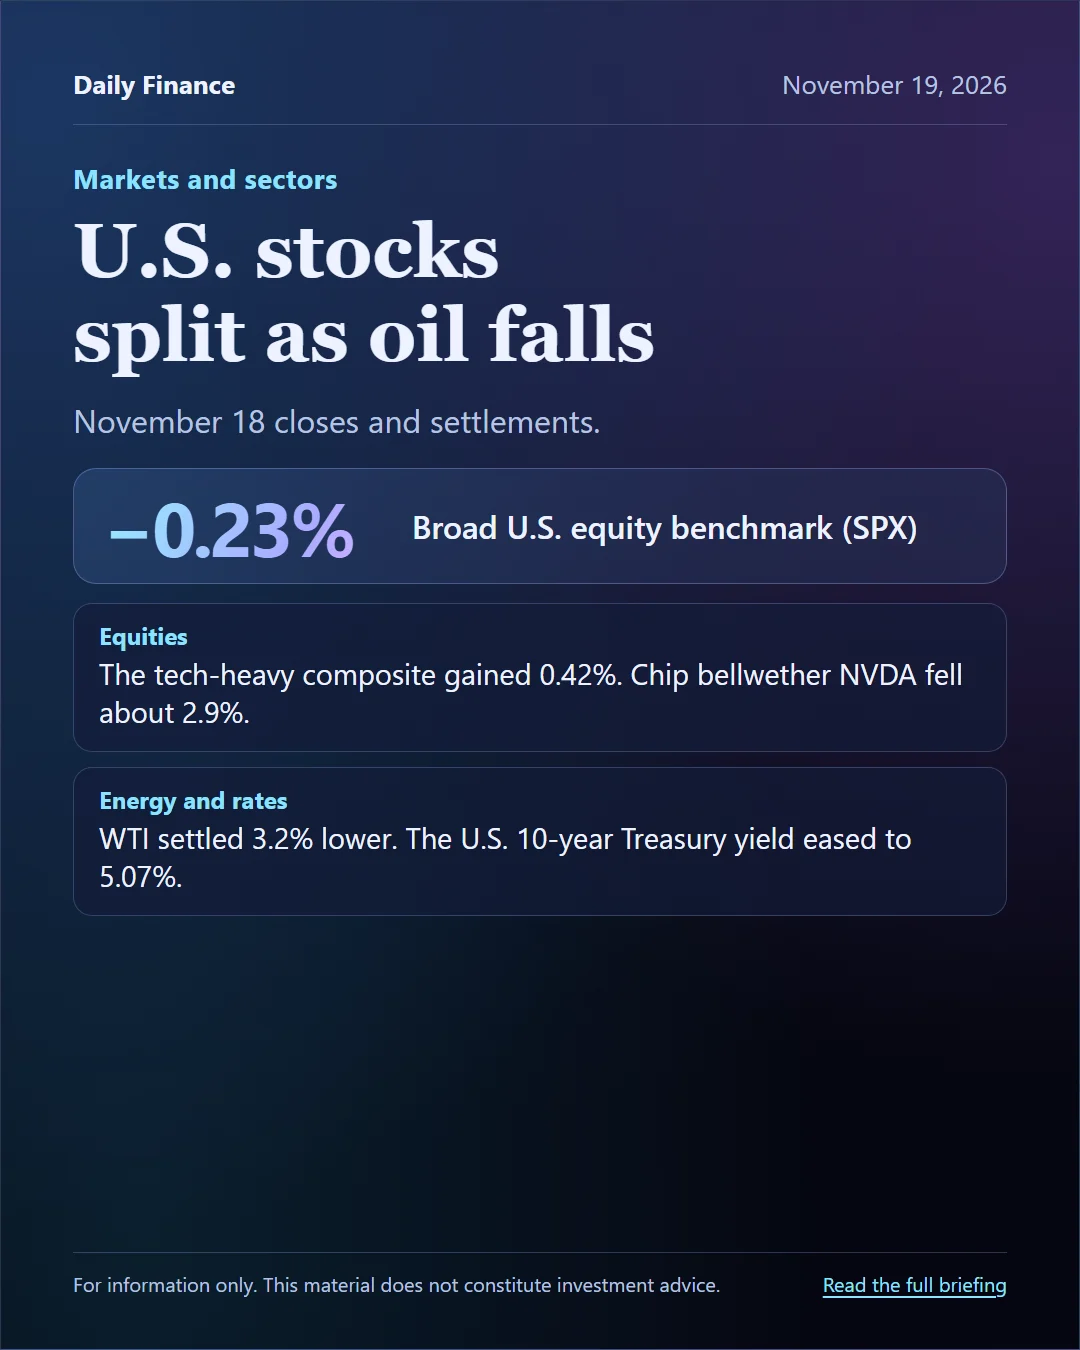 Daily Finance
November 19, 2026
Markets and sectors
U.S. stocks
split as oil falls
November 18 closes and settlements.
−0.23%
Broad U.S. equity benchmark (SPX)
Equities
The tech-heavy composite gained 0.42%. Chip bellwether NVDA fell
about 2.9%.
Energy and rates
WTI settled 3.2% lower. The U.S. 10-year Treasury yield eased to
5.07%.
For information only. This material does not constitute investment advice.
Read the full briefing